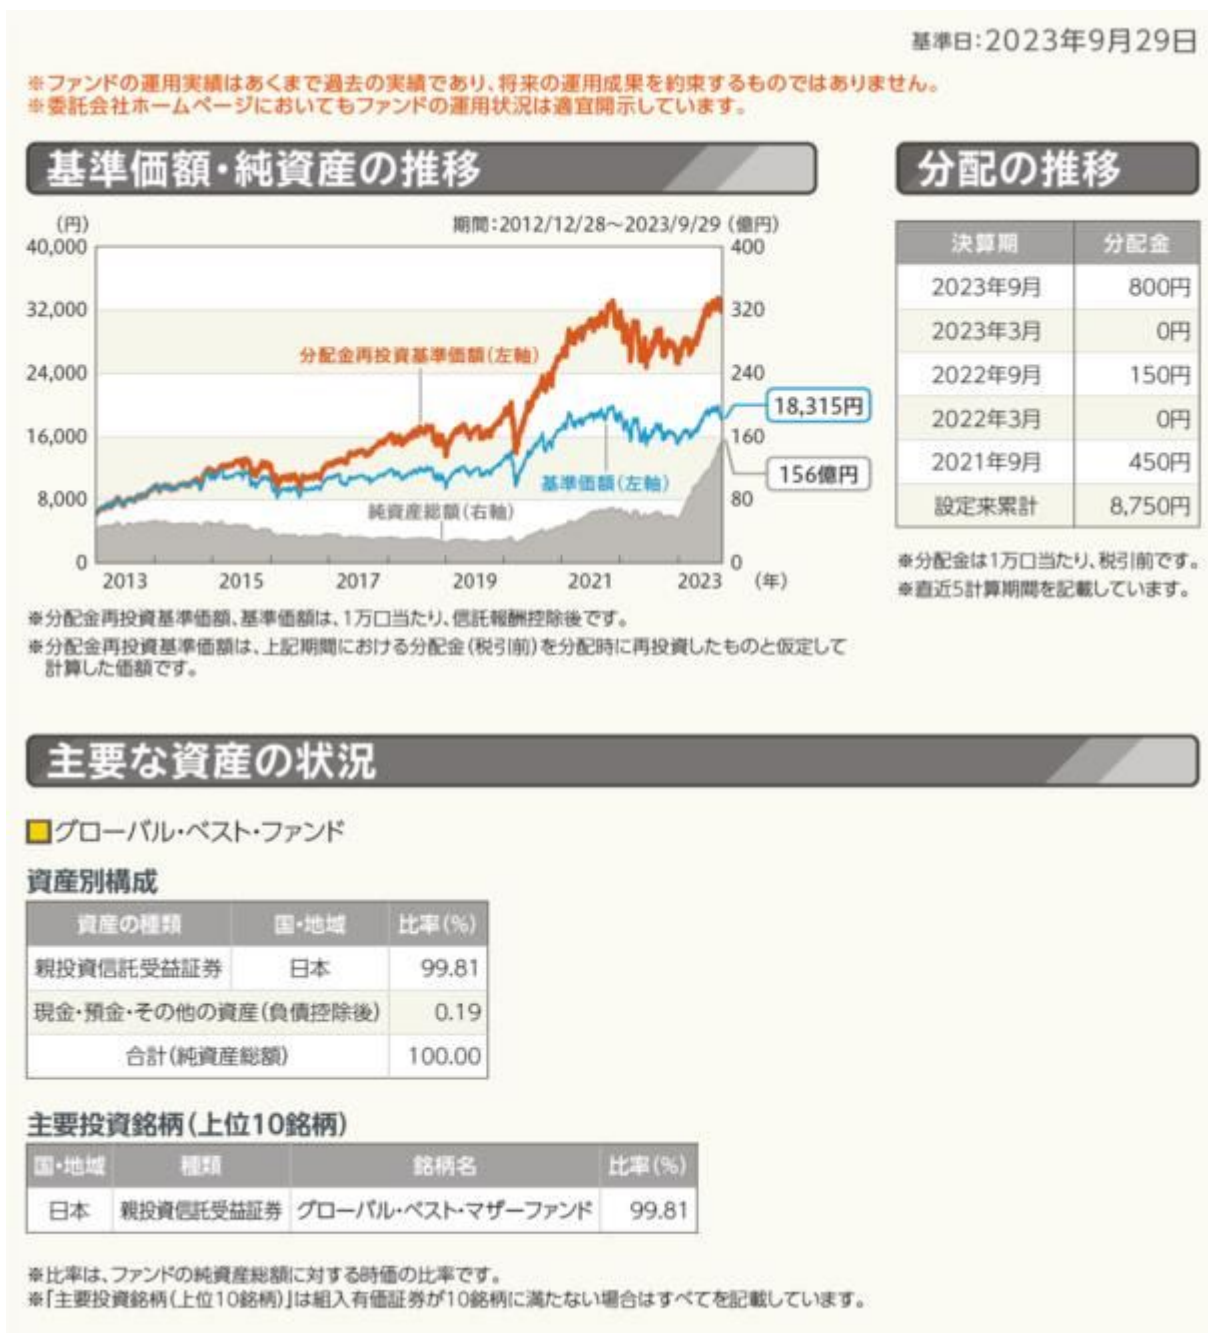 基準日:2023年9月29日
※ファンドの運用実績はあくまで過去の実績であり、将来の運用成果を約束するものではありません。
※委託会社ホームページにおいてもファンドの運用状況は適宜開示しています。
基準価額・純資産の推移
(円)
期間:2012/12/28～2023/9/29
(億円)
40,000
400
32,000
320
24,000
240
16,000
160
8,000
80
0
0
分配金再投資基準価額(左軸)
基準価額(左軸)
純資産総額(右軸)
18,315円
156億円
2013 2015 2017 2019 2021 2023 (年)
※分配金再投資基準価額、基準価額は、1万口当たり、信託報酬控除後です。
※分配金再投資基準価額は、上記期間における分配金(税引前)を分配時に再投資したものと仮定して
計算した価額です。
分配の推移
決算期 分配金
2023年9月 800円
2023年3月 0円
2022年9月 150円
2022年3月 0円
2021年9月 450円
設定来累計 8,750円
※分配金は1万口当たり、税引前です。
※直近5計算期間を記載しています。
主要な資産の状況
グローバル・ベスト・ファンド
資産別構成
資産の種類 国・地域 比率(%)
親投資信託受益証券 日本 99.81
現金・預金・その他の資産(負債控除後) 0.19
合計(純資産総額) 100.00
主要投資銘柄(上位10銘柄)
国・地域 種類 銘柄名 比率(%)
日本 親投資信託受益証券 グローバル・ベスト・マザーファンド 99.81
※比率は、ファンドの純資産総額に対する時価の比率です。
※「主要投資銘柄(上位10銘柄)」は組入有価証券が10銘柄に満たない場合はすべてを記載しています。